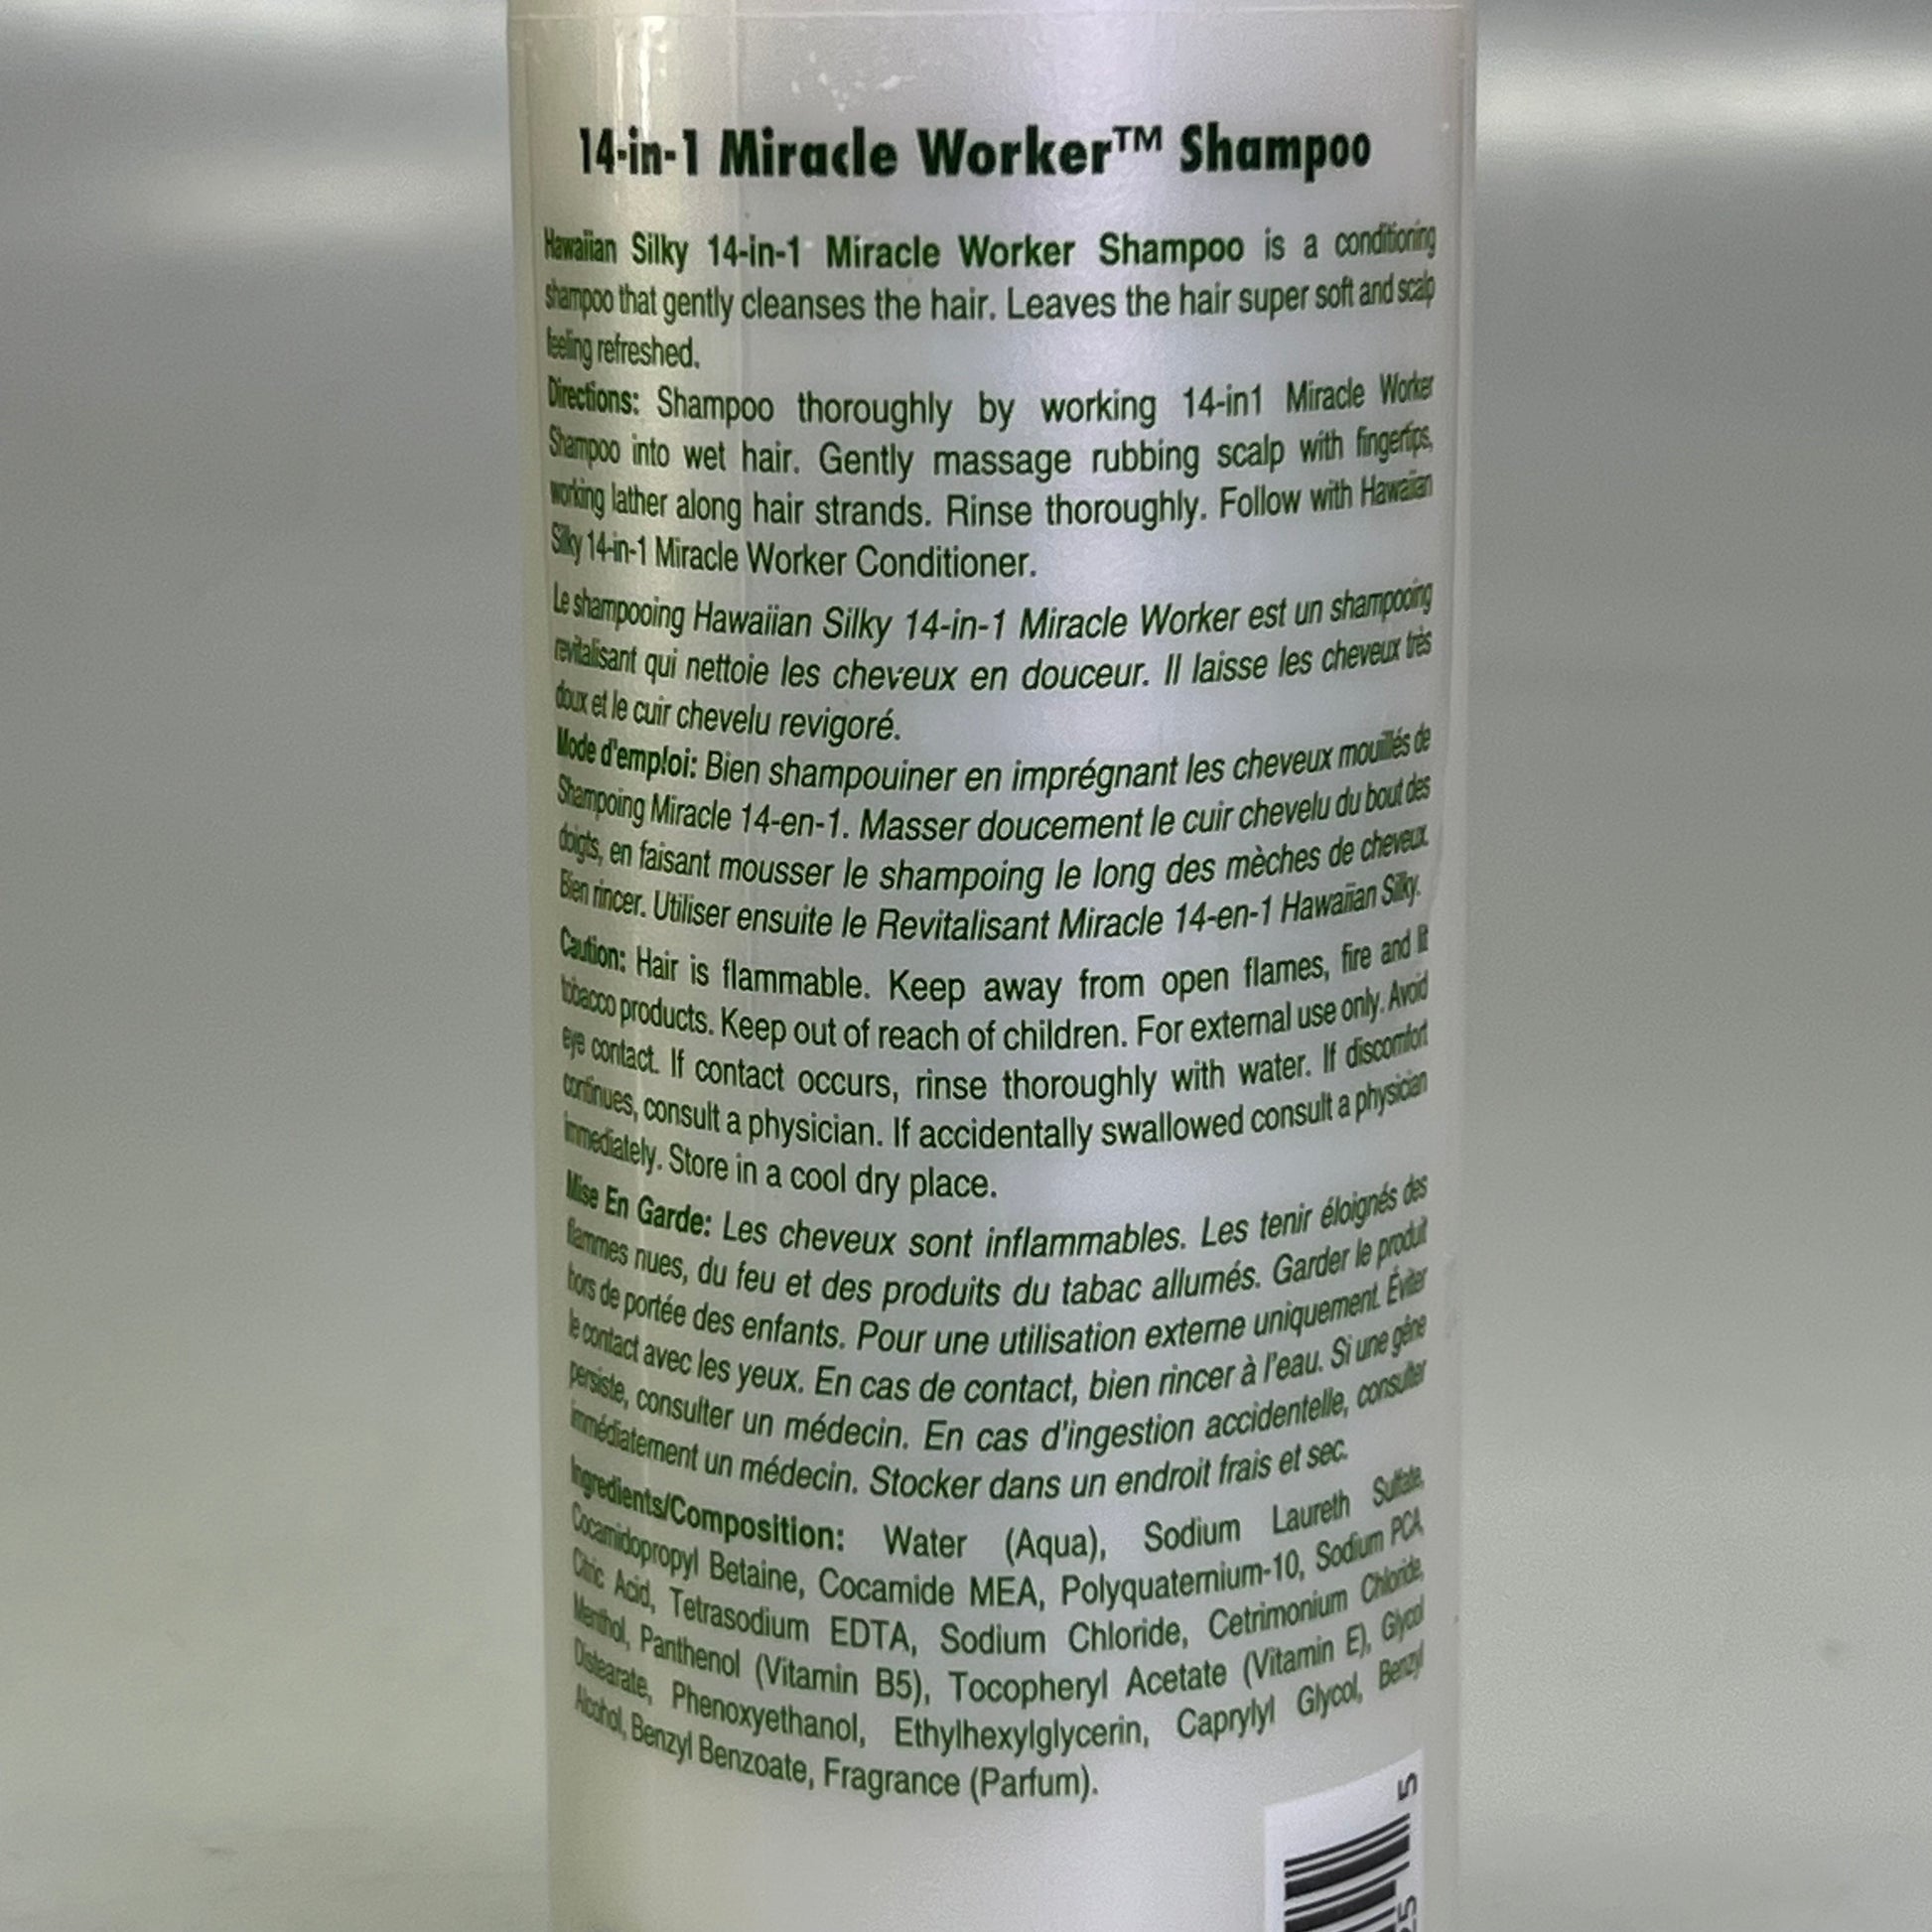 14-in-1 Miracle Worker™ Shampoo
Hawaiian Silky 14-in-1 Miracle Worker Shampoo is a conditioning
shampoo that gently cleanses the hair. Leaves the hair super soft and scalp
feeling refreshed.
Directions: Shampoo thoroughly by working 14-in1 Miracle Worker
Shampoo into wet hair. Gently massage rubbing scalp with fingertips,
working lather along hair strands. Rinse thoroughly. Follow with Hawaiian
Silky 14-in-1 Miracle Worker Conditioner.
Le shampooing Hawaiian Silky 14-in-1 Miracle Worker est un shampooing
revitalisant qui nettoie les cheveux en douceur. Il laisse les cheveux très
doux et le cuir chevelu revigoré.
Mode d'emploi: Bien shampouiner en imprégnant les cheveux mouillés de
Shampoing Miracle 14-en-1. Masser doucement le cuir chevelu du bout des
doigts, en faisant mousser le shampoing le long des mèches de cheveux.
Bien rincer. Utiliser ensuite le Revitalisant Miracle 14-en-1 Hawaiian Silky.
Caution: Hair is flammable. Keep away from open flames, fire and lit
tobacco products. Keep out of reach of children. For external use only. Avoid
eye contact. If contact occurs, rinse thoroughly with water. If discomfort
continues, consult a physician. If accidentally swallowed consult a physician
immediately. Store in a cool dry place.
Mise En Garde: Les cheveux sont inflammables. Les tenir éloignés des
flammes nues, du feu et des produits du tabac allumés. Garder le produit
hors de portée des enfants. Pour une utilisation externe uniquement. Éviter
le contact avec les yeux. En cas de contact, bien rincer à l'eau. Si une gêne
persiste, consulter un médecin. En cas d'ingestion accidentelle, consulter
immédiatement un médecin. Stocker dans un endroit frais et sec.
Ingredients/Composition: Water (Aqua), Sodium Laureth Sulfate,
Cocamidopropyl Betaine, Cocamide MEA, Polyquaternium-10, Sodium PCA,
Citric Acid, Tetrasodium EDTA, Sodium Chloride, Cetrimonium Chloride,
Menthol, Panthenol (Vitamin B5), Tocopheryl Acetate (Vitamin E), Glycol
Distearate, Phenoxyethanol, Ethylhexylglycerin, Caprylyl Glycol, Benzyl
Alcohol, Benzyl Benzoate, Fragrance (Parfum).
5